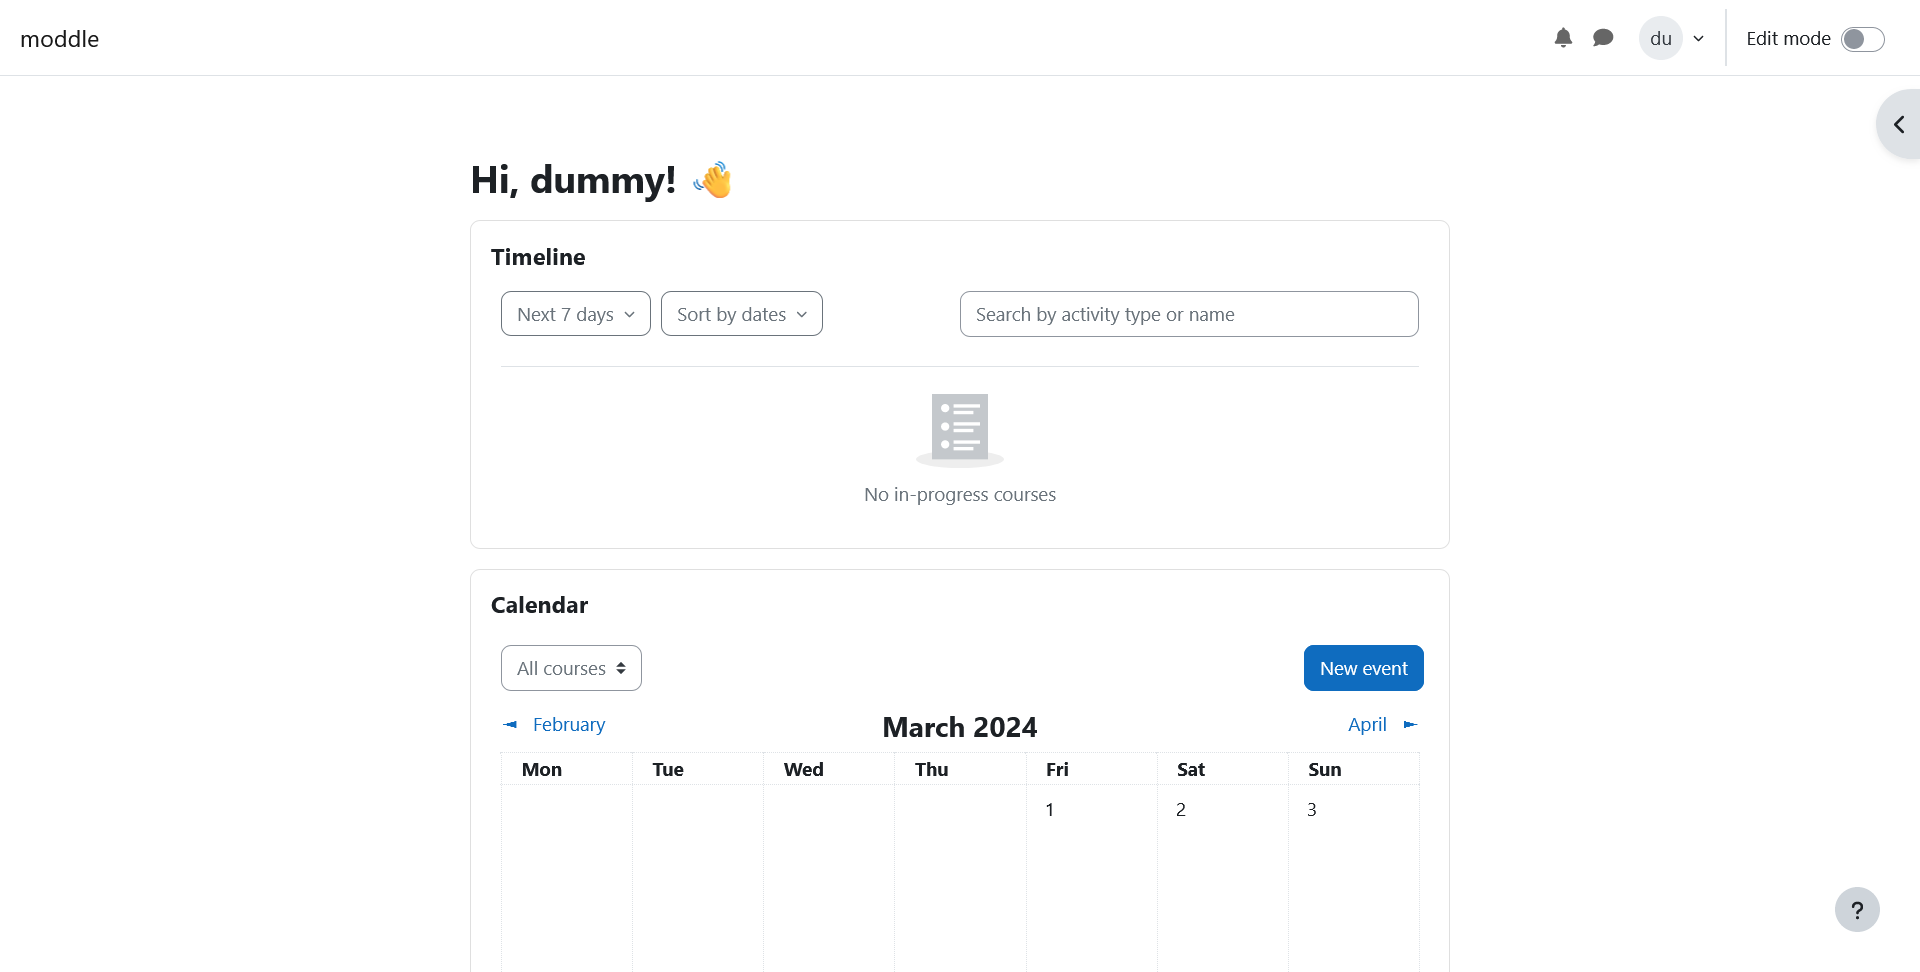 moddle
du
Edit mode
Hi, dummy! 👋
Timeline
Next 7 days
Sort by dates
Search by activity type or name
No in-progress courses
Calendar
All courses
New event
◄ February
March 2024
April ►
Mon Tue Wed Thu Fri Sat Sun
1 2 3
?